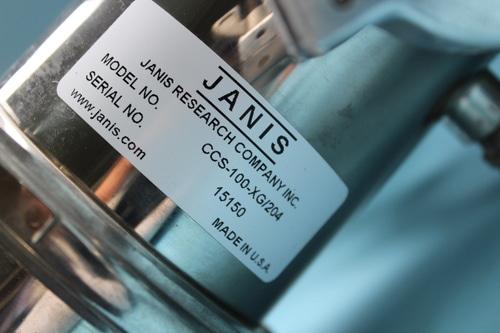 JANIS
JANIS RESEARCH COMPANY INC.
MODEL NO. CCS-100-XG/204
SERIAL NO. 15150
www.janis.com MADE IN U.S.A.